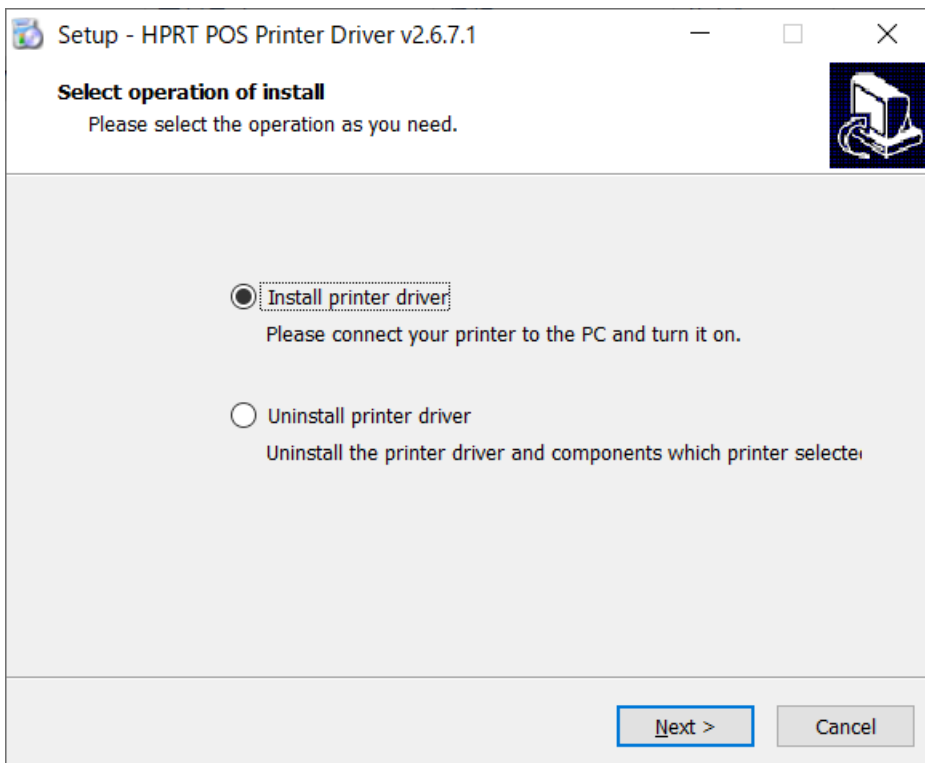 Setup - HPRT POS Printer Driver v2.6.7.1
Select operation of install
Please select the operation as you need.
Install printer driver
Please connect your printer to the PC and turn it on.
Uninstall printer driver
Uninstall the printer driver and components which printer selecte
Next >
Cancel